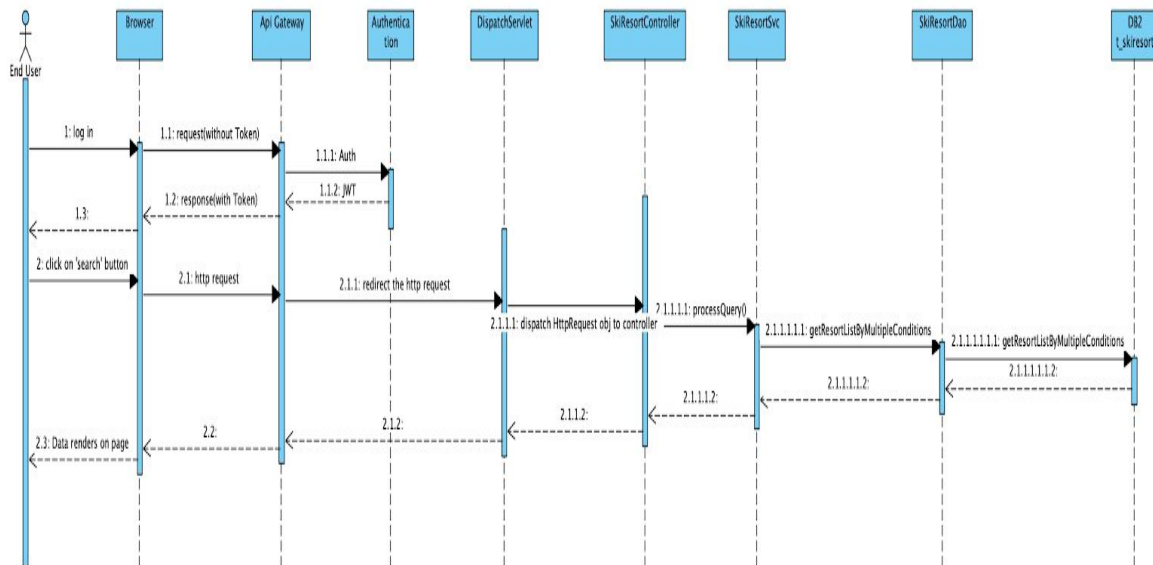 Browser
Api Gateway
Authentica
tion
DispatchServlet
SkiResortController
SkiResortSvc
SkiResortDao
DB2
t_skiresort
End User
1: log in
1.1: request(without Token)
1.1.1: Auth
1.1.2: JWT
1.2: response(with Token)
1.3:
2: click on 'search' button
2.1: http request
2.1.1: redirect the http request
2.1.1.1: dispatch HttpRequest obj to controller
2.1.1.1.1: processQuery()
2.1.1.1.1.1: getResortListByMultipleConditions
2.1.1.1.1.1.1: getResortListByMultipleConditions
2.1.1.1.1.1.2:
2.1.1.1.1.2:
2.1.1.1.2:
2.1.1.2:
2.1.2:
2.2:
2.3: Data renders on page